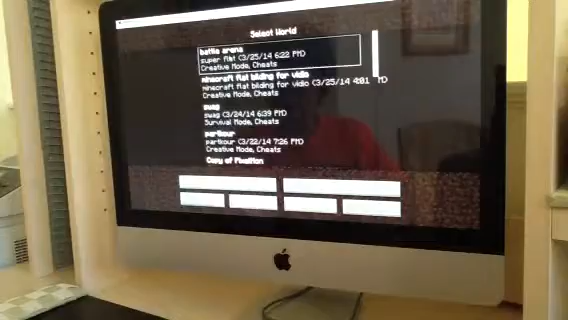 Select World
battle arena
super flat (3/25/14 6:22 PM)
Creative Mode, Cheats
minecraft flat bilding for vidio
minecraft flat bilding for vidio (3/25/14 4:01 PM)
Creative Mode, Cheats
swag
swag (3/24/14 6:39 PM)
Survival Mode, Cheats
parkour
parkour (3/22/14 7:26 PM)
Creative Mode, Cheats
Copy of Pixelton